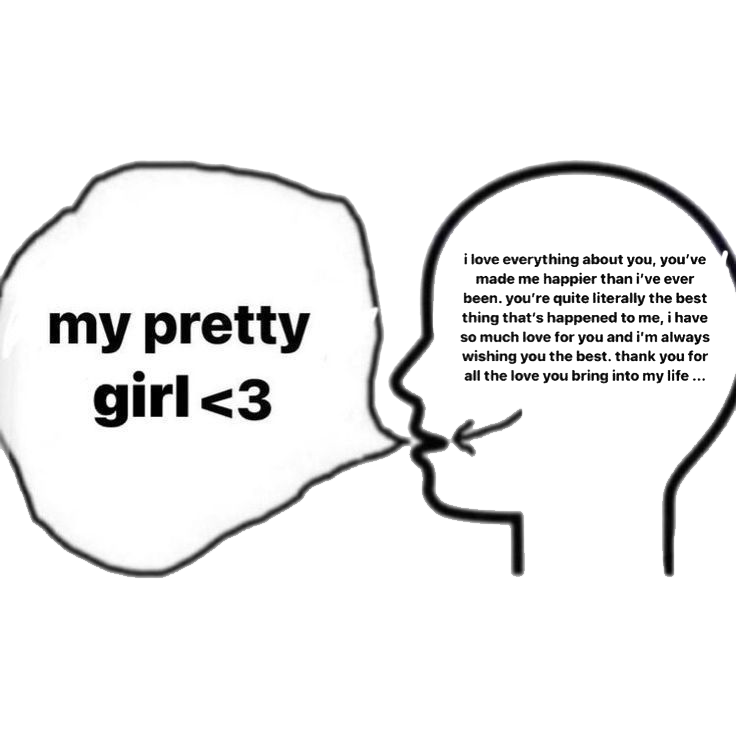 my pretty
girl <3
i love everything about you, you've
made me happier than i've ever
been. you're quite literally the best
thing that's happened to me, i have
so much love for you and i'm always
wishing you the best. thank you for
all the love you bring into my life ...